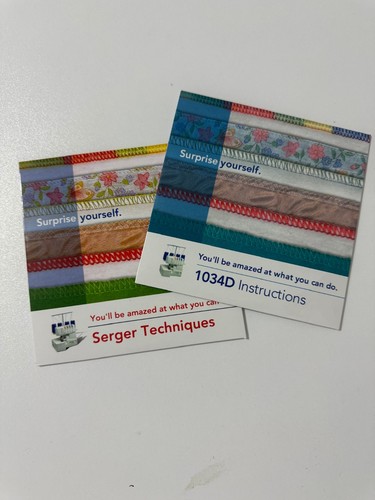 Surprise yourself.
You'll be amazed at what you can do.
1034D Instructions
Surprise yourself.
You'll be amazed at what you can
Serger Techniques